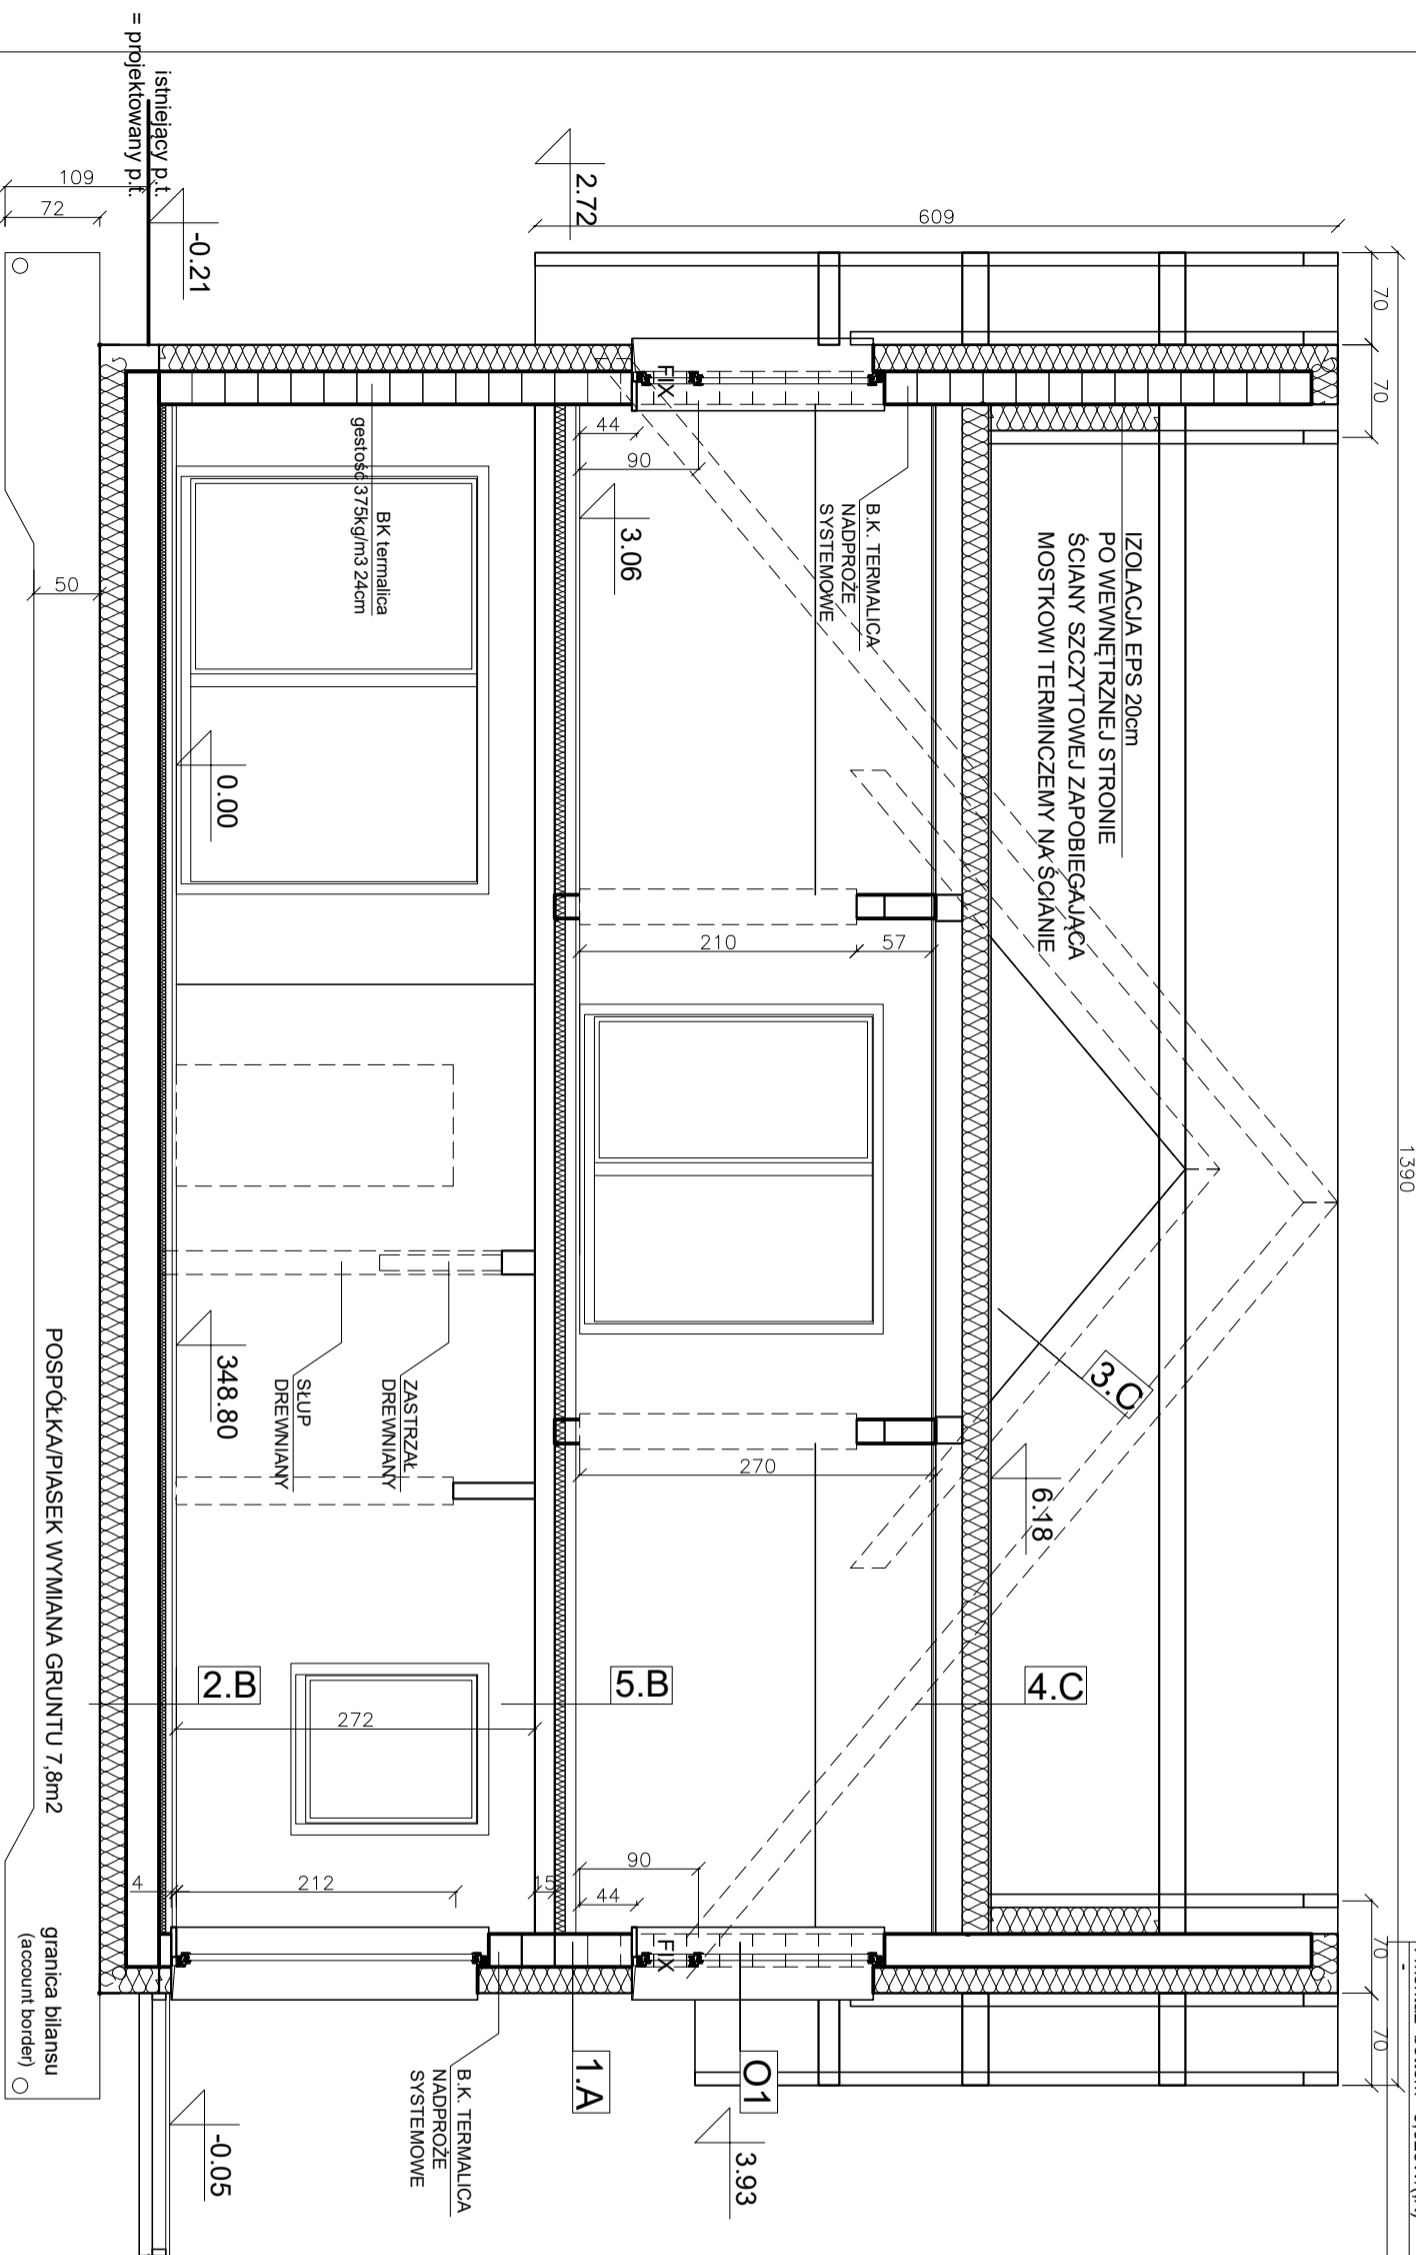 1390
70
70
70
70
609
IZOLACJA EPS 20cm
PO WEWNĘTRZNEJ STRONIE
ŚCIANY SZCZYTOWEJ ZAPOBIEGAJĄCA
MOSTKOWI TERMINCZEMY NA ŚCIANIE
3.C
6.18
4.C
B.K. TERMALICA
NADPROŻE
SYSTEMOWE
O1
3.93
57
210
270
FIX
FIX
44
90
90
44
3.06
5.B
2.72
1.A
15
B.K. TERMALICA
NADPROŻE
SYSTEMOWE
BK termalica
gestość 375kg/m3 24cm
ZASTRZAŁ
DREWNIANY
SŁUP
DREWNIANY
272
212
4
0.00
348.80
2.B
-0.21
-0.05
istniejący p.t.
= projektowany p.t.
109
72
50
POSPÓŁKA/PIASEK WYMIANA GRUNTU 7,8m2
granica bilansu
(account border)